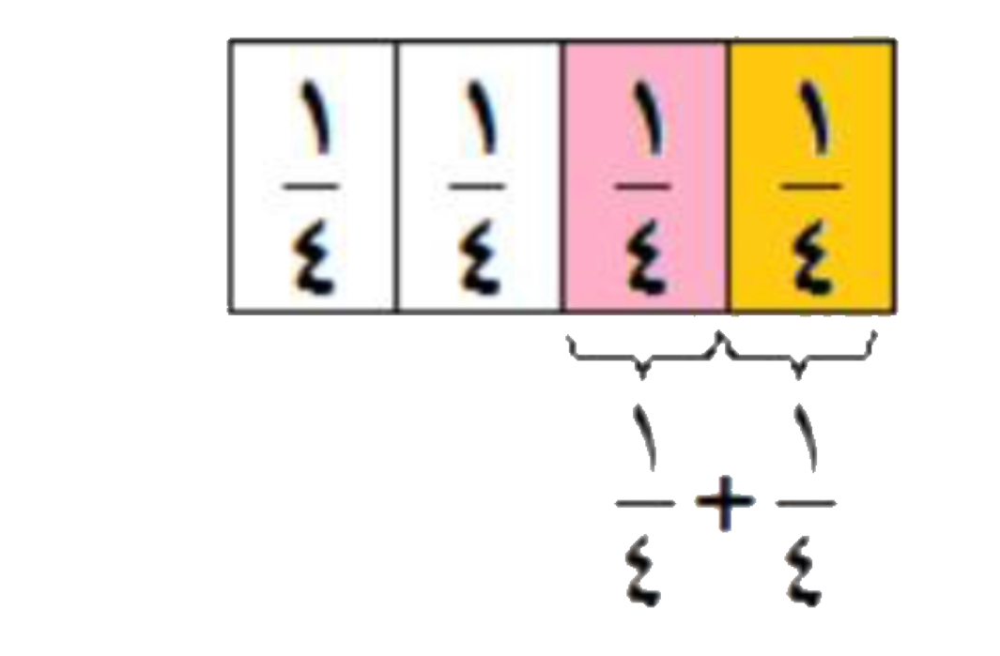 ١ ١ ١ ١
٤ ٤ ٤ ٤
١ ١
+
٤ ٤